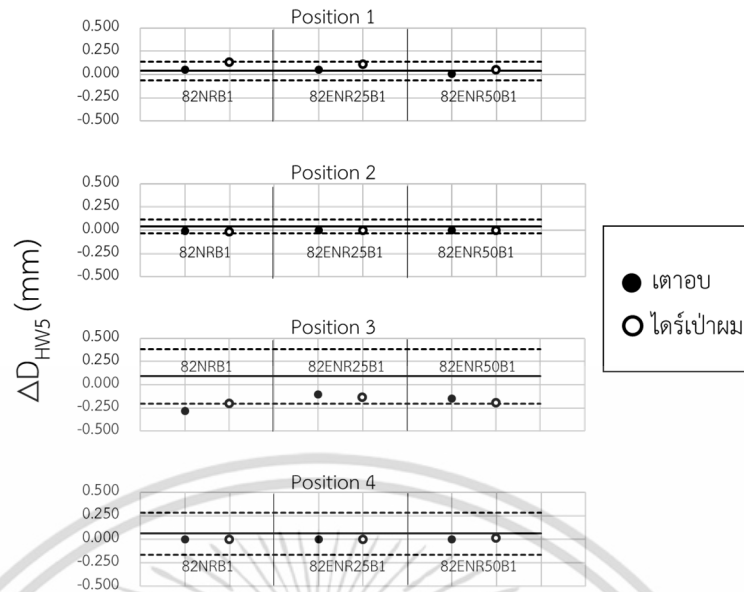 Position 1
0.500
0.250
0.000
-0.250
-0.500
82NRB1 82ENR25B1 82ENR50B1
Position 2
0.500
0.250
0.000
-0.250
-0.500
82NRB1 82ENR25B1 82ENR50B1
ΔD_HW5 (mm)
เตาอบ
ไดร์เป่าผม
Position 3
0.500
0.250
0.000
-0.250
-0.500
82NRB1 82ENR25B1 82ENR50B1
Position 4
0.500
0.250
0.000
-0.250
-0.500
82NRB1 82ENR25B1 82ENR50B1